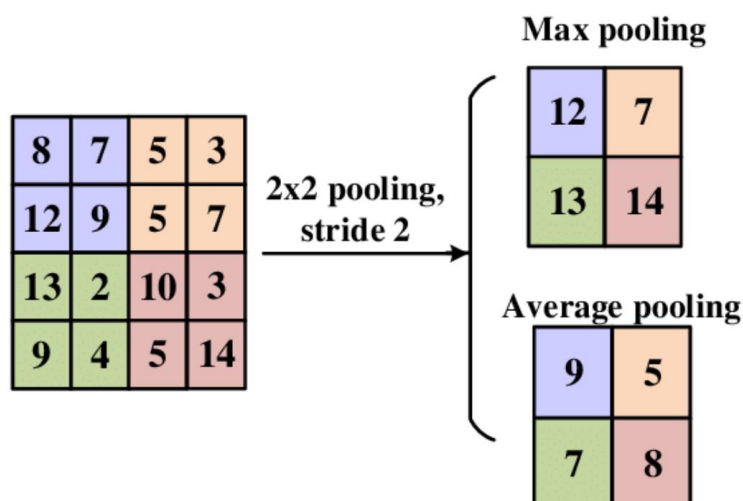 Max pooling
12 7
13 14
8 7 5 3
12 9 5 7
13 2 10 3
9 4 5 14
2x2 pooling,
stride 2
Average pooling
9 5
7 8